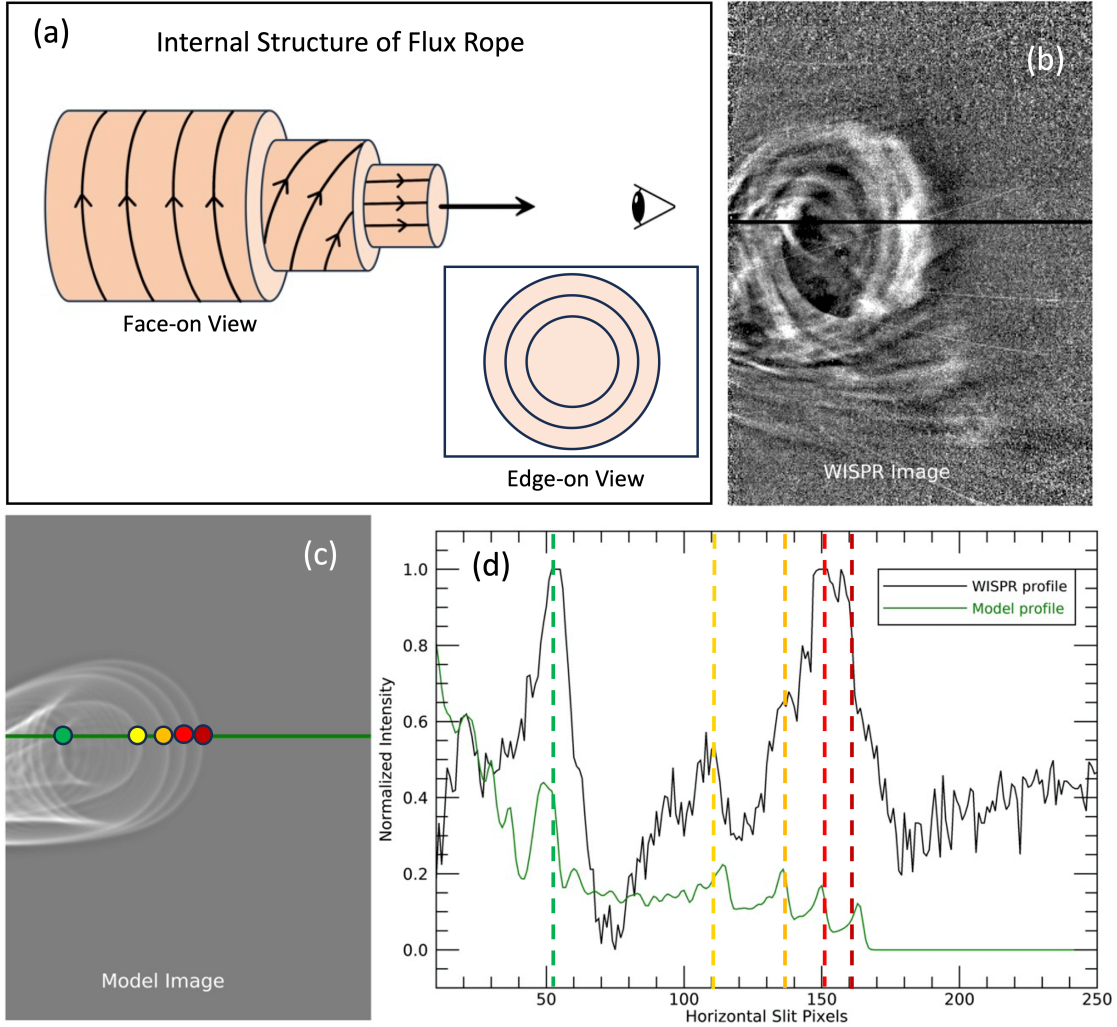 (a)
Internal Structure of Flux Rope
Face-on View
Edge-on View
(b)
WISPR Image
(c)
Model Image
(d)
WISPR profile
Model profile
Normalized Intensity
1.0
0.8
0.6
0.4
0.2
0.0
50
100
150
200
250
Horizontal Slit Pixels